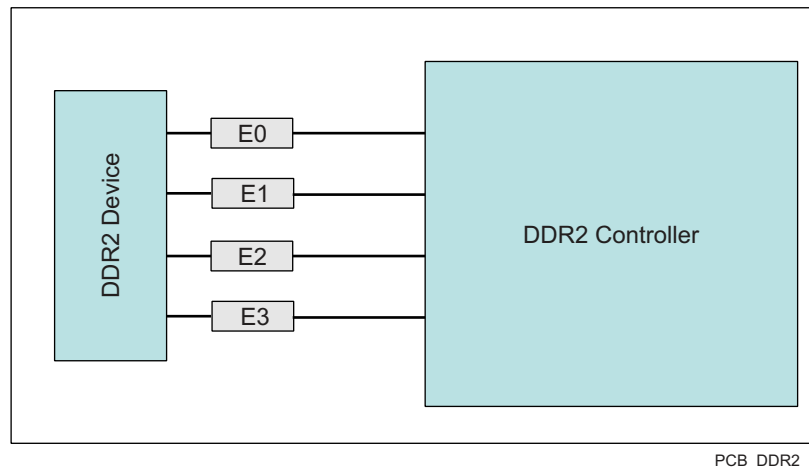 DDR2 Device
E0
E1
E2
E3
DDR2 Controller
PCB_DDR2